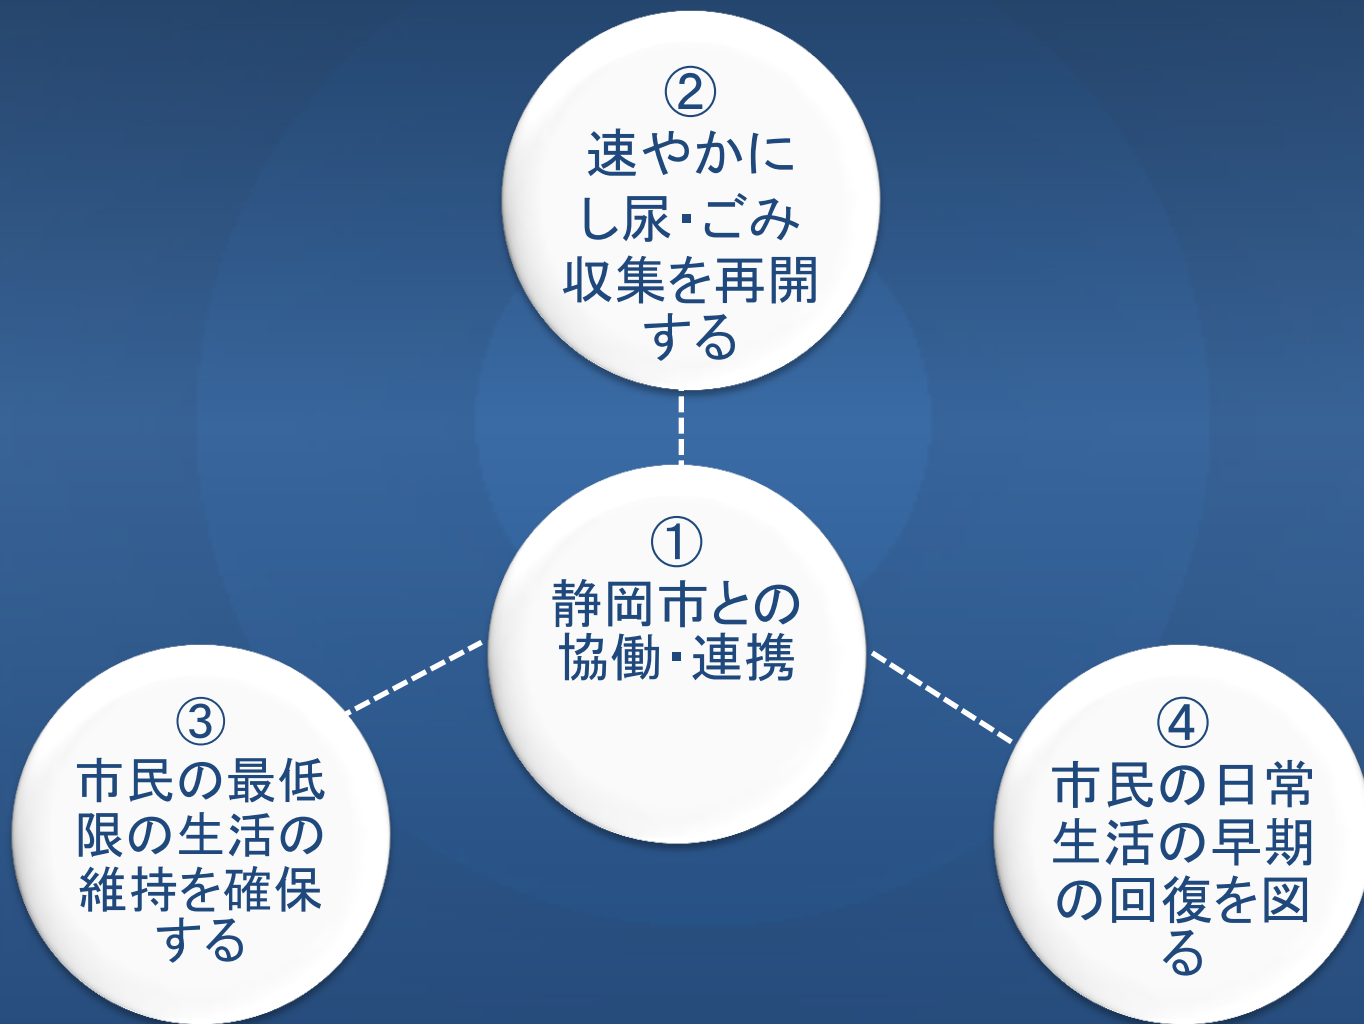 ②
速やかに
し尿・ごみ
収集を再開
する
①
静岡市との
協働・連携
③
市民の最低
限の生活の
維持を確保
する
④
市民の日常
生活の早期
の回復を図
る